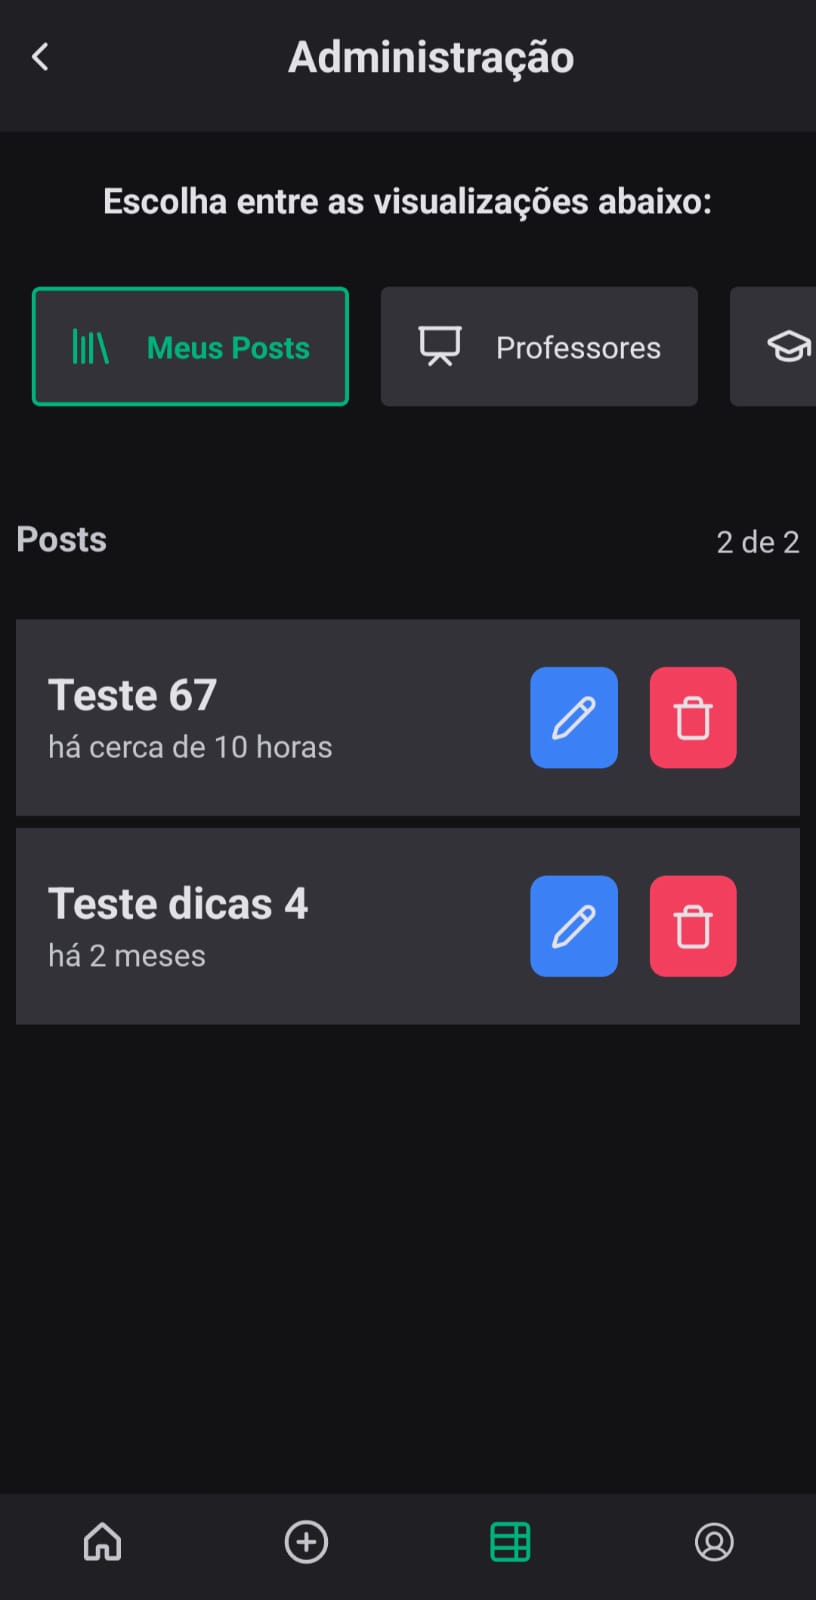 Administração
Escolha entre as visualizações abaixo:
Meus Posts
Professores
Posts
2 de 2
Teste 67
há cerca de 10 horas
Teste dicas 4
há 2 meses